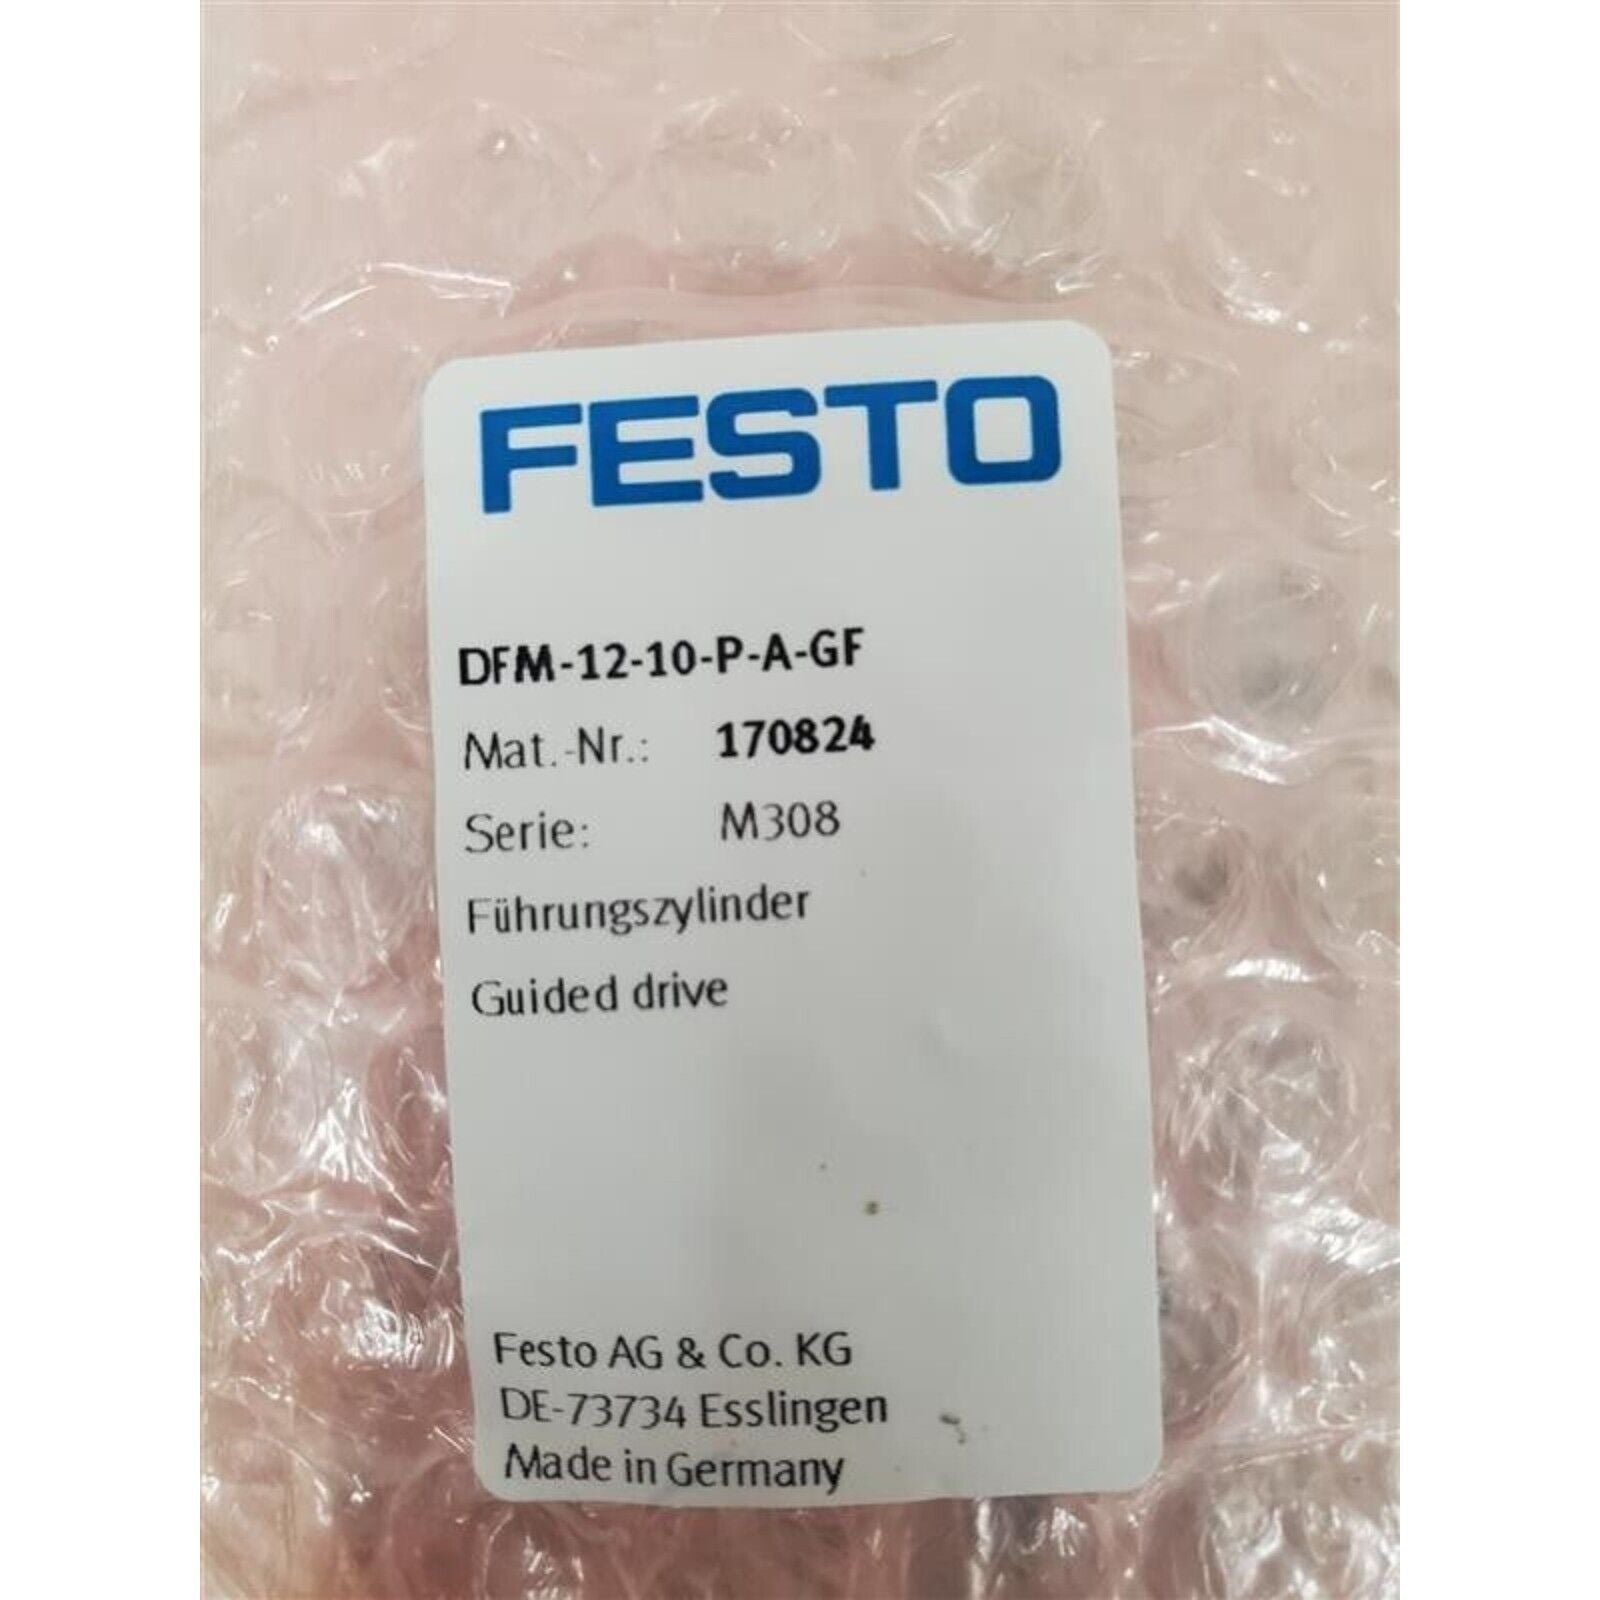 FESTO
DFM-12-10-P-A-GF
Mat.-Nr.: 170824
Serie: M308
Führungszylinder
Guided drive
Festo AG & Co. KG
DE-73734 Esslingen
Made in Germany